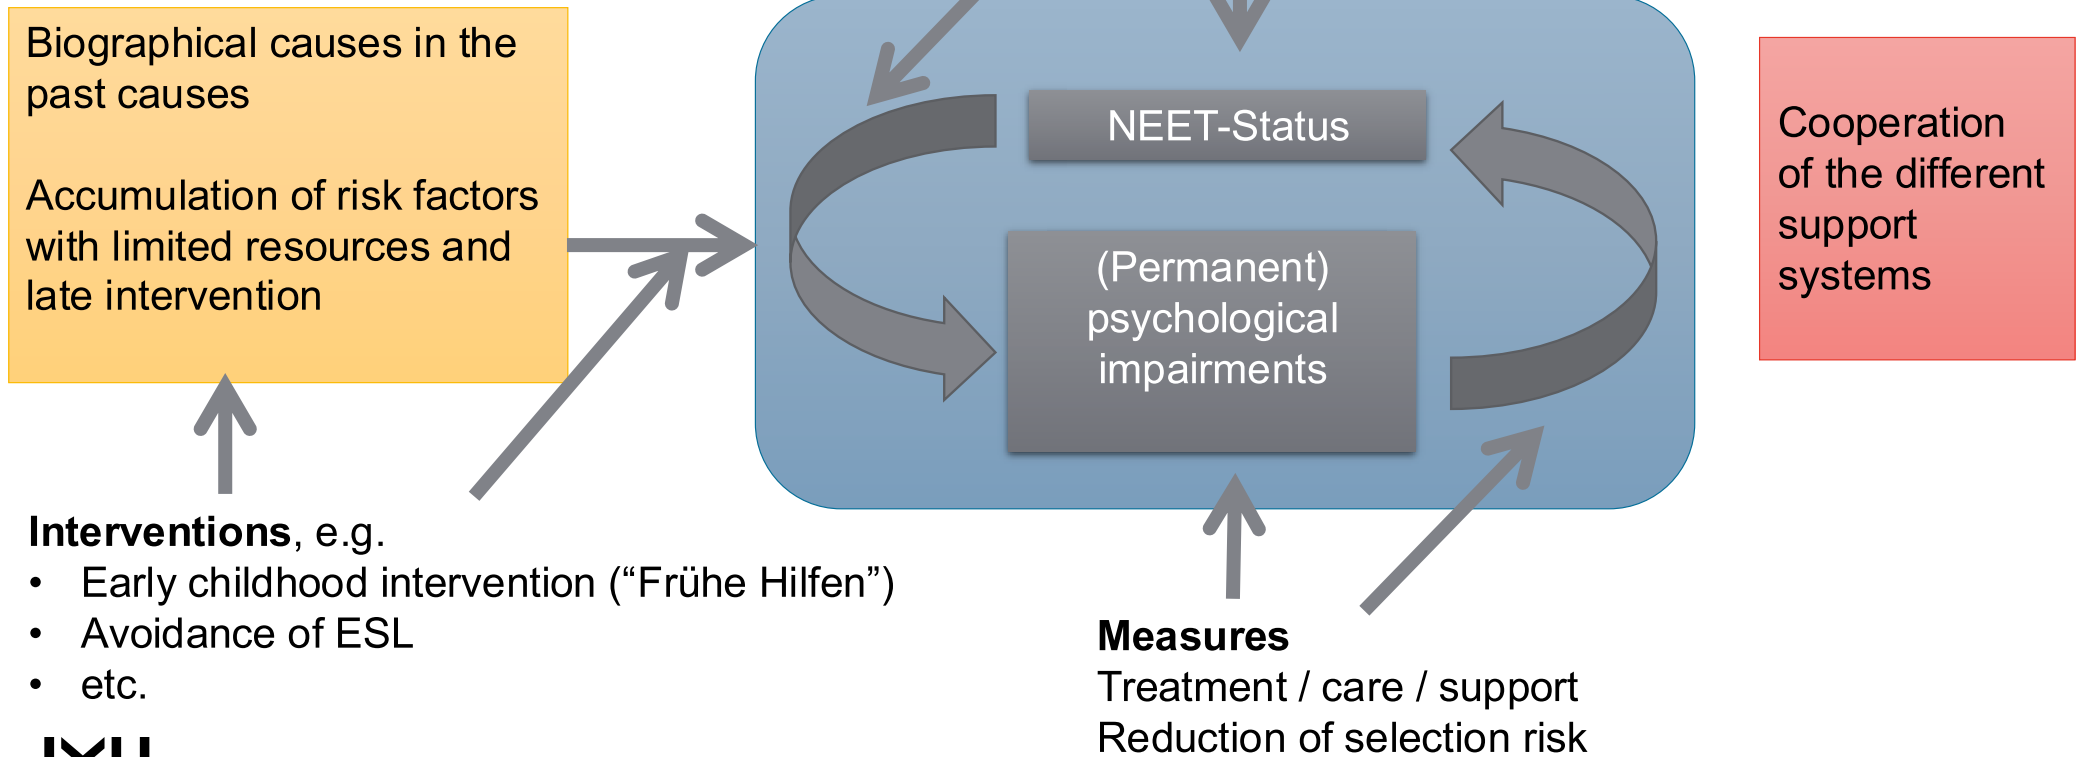 Biographical causes in the
past causes
Accumulation of risk factors
with limited resources and
late intervention
NEET-Status
(Permanent)
psychological
impairments
Cooperation
of the different
support
systems
Interventions, e.g.
• Early childhood intervention (“Frühe Hilfen”)
• Avoidance of ESL
• etc.
Measures
Treatment / care / support
Reduction of selection risk